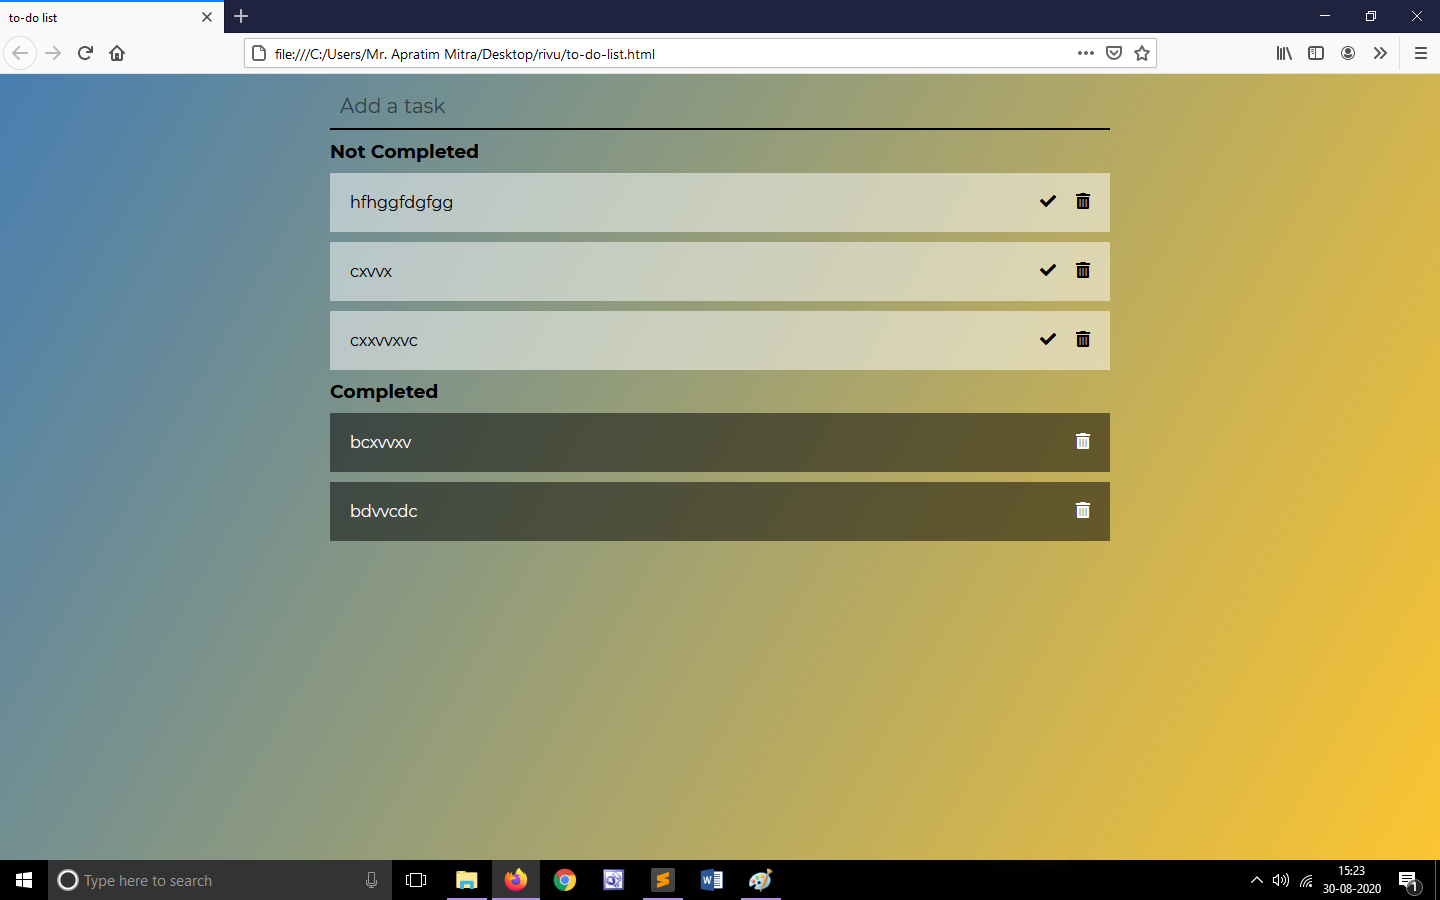 to-do list
file:///C:/Users/Mr. Apratim Mitra/Desktop/rivu/to-do-list.html
Add a task
Not Completed
hfhggfdgfgg
cxvvx
cxxvvxvc
Completed
bcxvvxv
bdvvcdc
Type here to search
15:23
30-08-2020
1